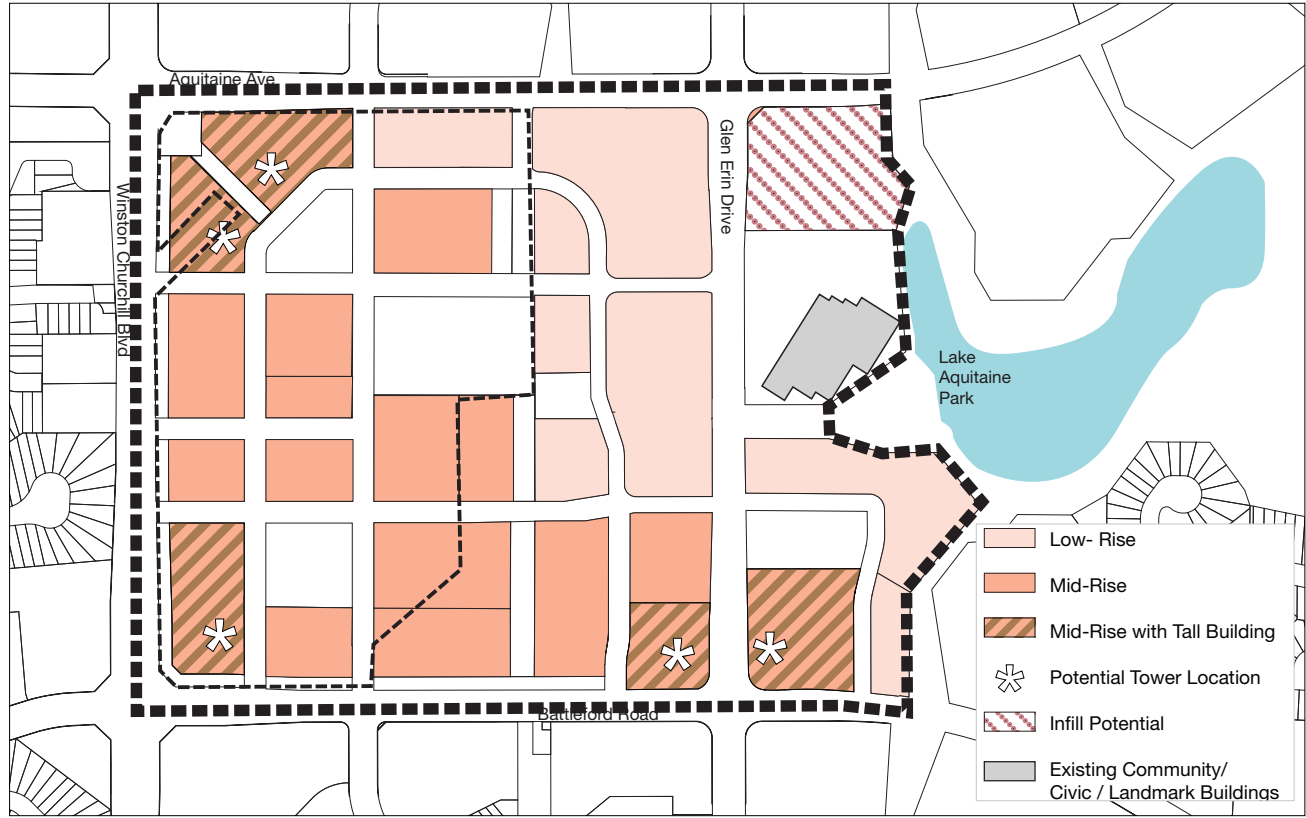 Aquitaine Ave
Winston Churchill Blvd
Glen Erin Drive
Lake
Aquitaine
Park
Battleford Road
Low- Rise
Mid-Rise
Mid-Rise with Tall Building
Potential Tower Location
Infill Potential
Existing Community/
Civic / Landmark Buildings